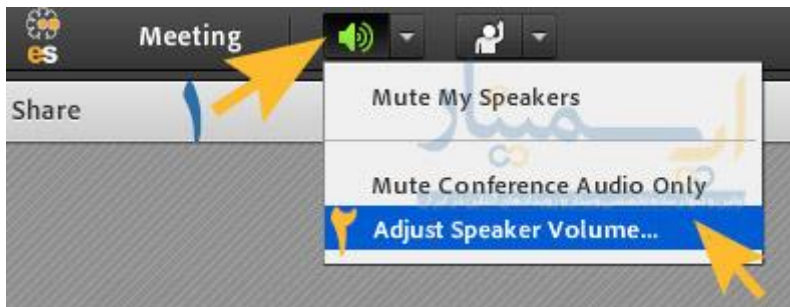 es
Meeting
Share
۱
Mute My Speakers
Mute Conference Audio Only
۲
Adjust Speaker Volume...